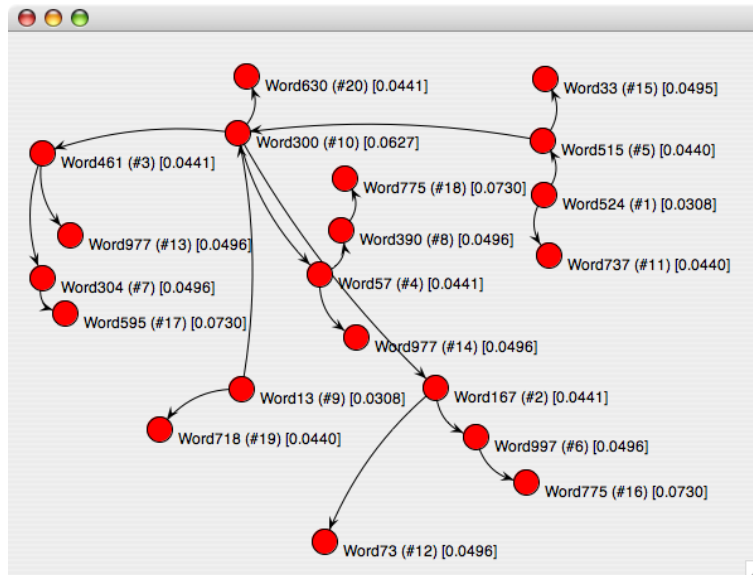 Word630 (#20) [0.0441]
Word33 (#15) [0.0495]
Word300 (#10) [0.0627]
Word515 (#5) [0.0440]
Word461 (#3) [0.0441]
Word775 (#18) [0.0730]
Word524 (#1) [0.0308]
Word977 (#13) [0.0496]
Word390 (#8) [0.0496]
Word737 (#11) [0.0440]
Word57 (#4) [0.0441]
Word304 (#7) [0.0496]
Word595 (#17) [0.0730]
Word977 (#14) [0.0496]
Word13 (#9) [0.0308]
Word167 (#2) [0.0441]
Word718 (#19) [0.0440]
Word997 (#6) [0.0496]
Word775 (#16) [0.0730]
Word73 (#12) [0.0496]